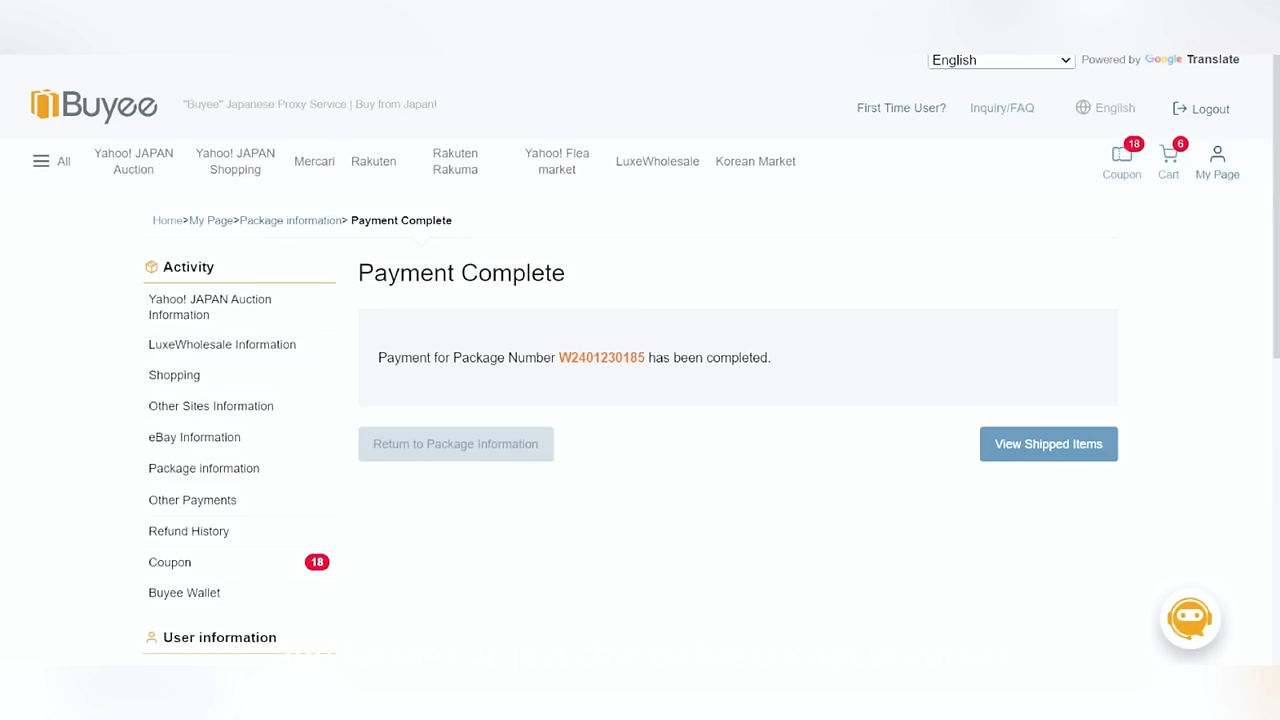 English
Powered by Google Translate
Buyee
"Buyee" Japanese Proxy Service | Buy from Japan!
First Time User?
Inquiry/FAQ
English
Logout
All
Yahoo! JAPAN
Auction
Yahoo! JAPAN
Shopping
Mercari
Rakuten
Rakuten
Rakuma
Yahoo! Flea
market
LuxeWholesale
Korean Market
18
Coupon
6
Cart
My Page
Home>My Page>Package information> Payment Complete
Activity
Yahoo! JAPAN Auction
Information
LuxeWholesale Information
Shopping
Other Sites Information
eBay Information
Package information
Other Payments
Refund History
Coupon
18
Buyee Wallet
User information
Payment Complete
Payment for Package Number W2401230185 has been completed.
Return to Package Information
View Shipped Items